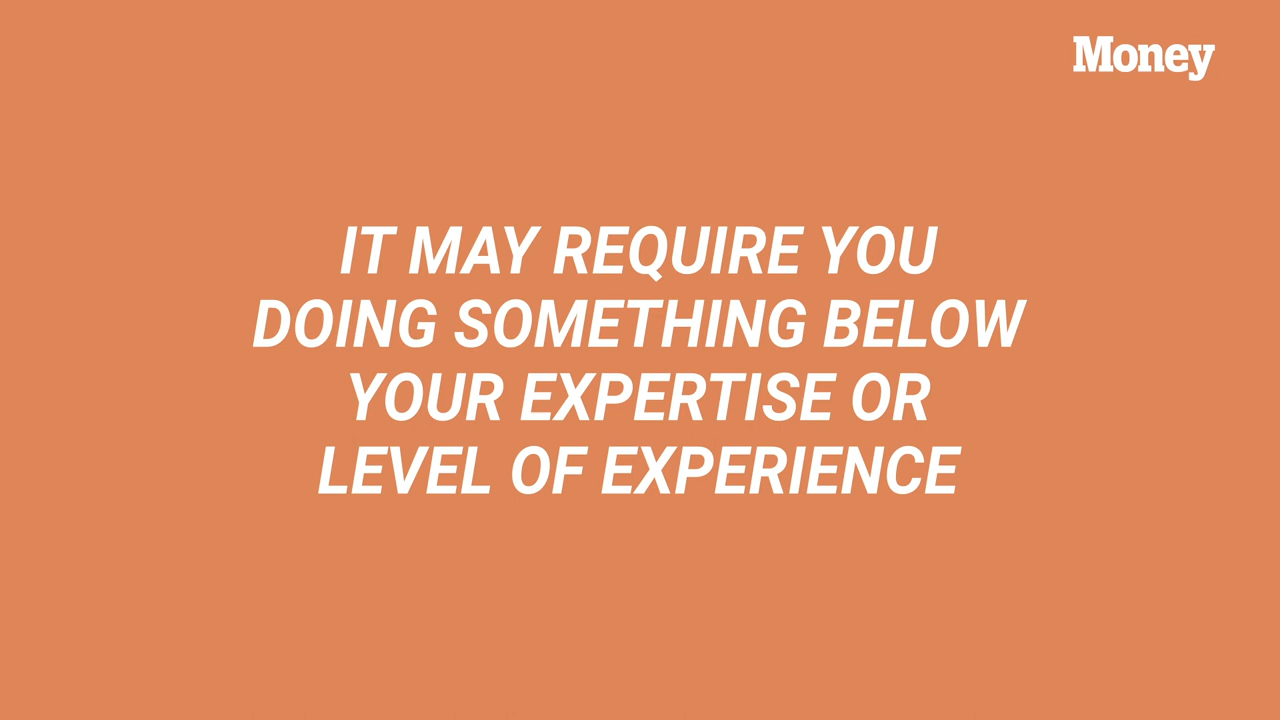 Money
IT MAY REQUIRE YOU
DOING SOMETHING BELOW
YOUR EXPERTISE OR
LEVEL OF EXPERIENCE